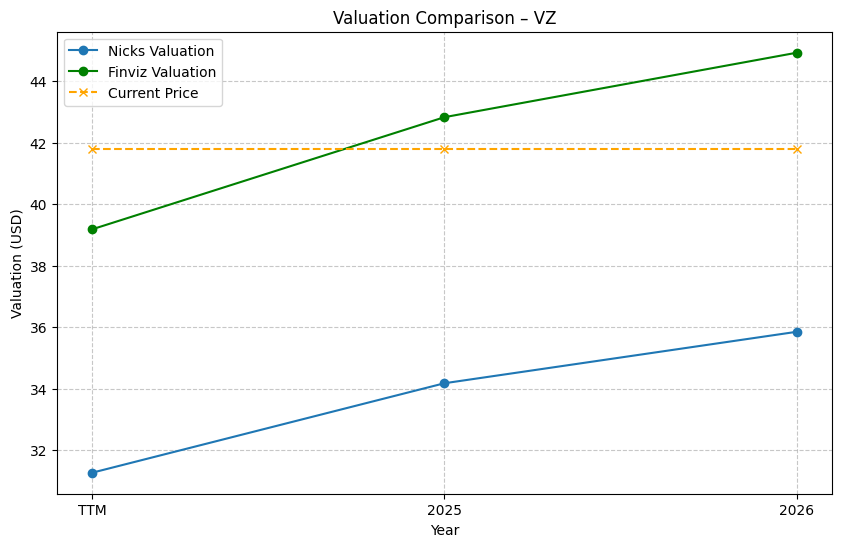 Valuation Comparison – VZ
Nicks Valuation
Finviz Valuation
Current Price
Valuation (USD)
44
42
40
38
36
34
32
TTM
2025
2026
Year